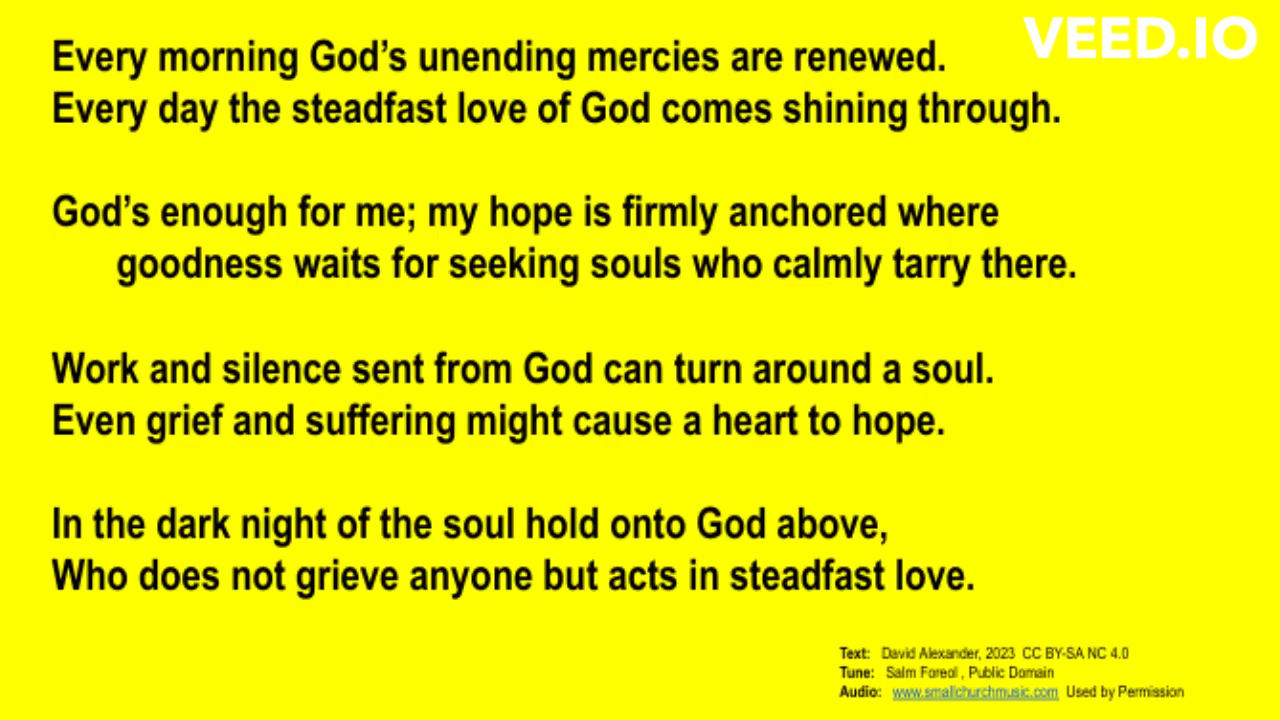 VEED.IO
Every morning God’s unending mercies are renewed.
Every day the steadfast love of God comes shining through.
God’s enough for me; my hope is firmly anchored where
goodness waits for seeking souls who calmly tarry there.
Work and silence sent from God can turn around a soul.
Even grief and suffering might cause a heart to hope.
In the dark night of the soul hold onto God above,
Who does not grieve anyone but acts in steadfast love.
Text: David Alexander, 2023 CC BY-SA NC 4.0
Tune: Salm Foreol , Public Domain
Audio: www.smallchurchmusic.com Used by Permission